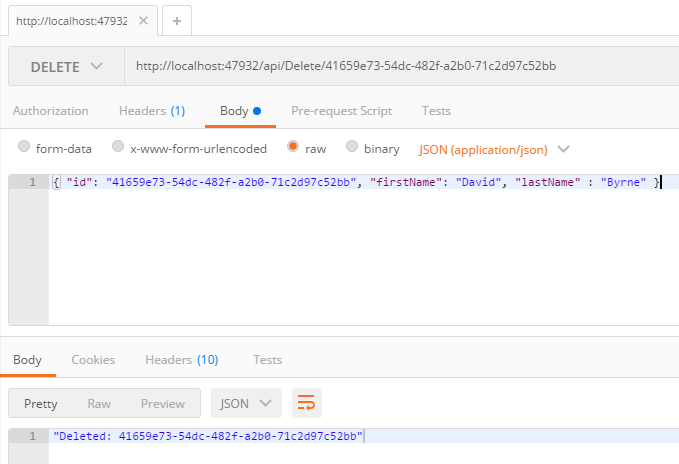 http://localhost:47932
DELETE http://localhost:47932/api/Delete/41659e73-54dc-482f-a2b0-71c2d97c52bb
Authorization Headers (1) Body Pre-request Script Tests
form-data x-www-form-urlencoded raw binary JSON (application/json)
1 { "id": "41659e73-54dc-482f-a2b0-71c2d97c52bb", "firstName": "David", "lastName" : "Byrne" }
Body Cookies Headers (10) Tests
Pretty Raw Preview JSON
1 "Deleted: 41659e73-54dc-482f-a2b0-71c2d97c52bb"